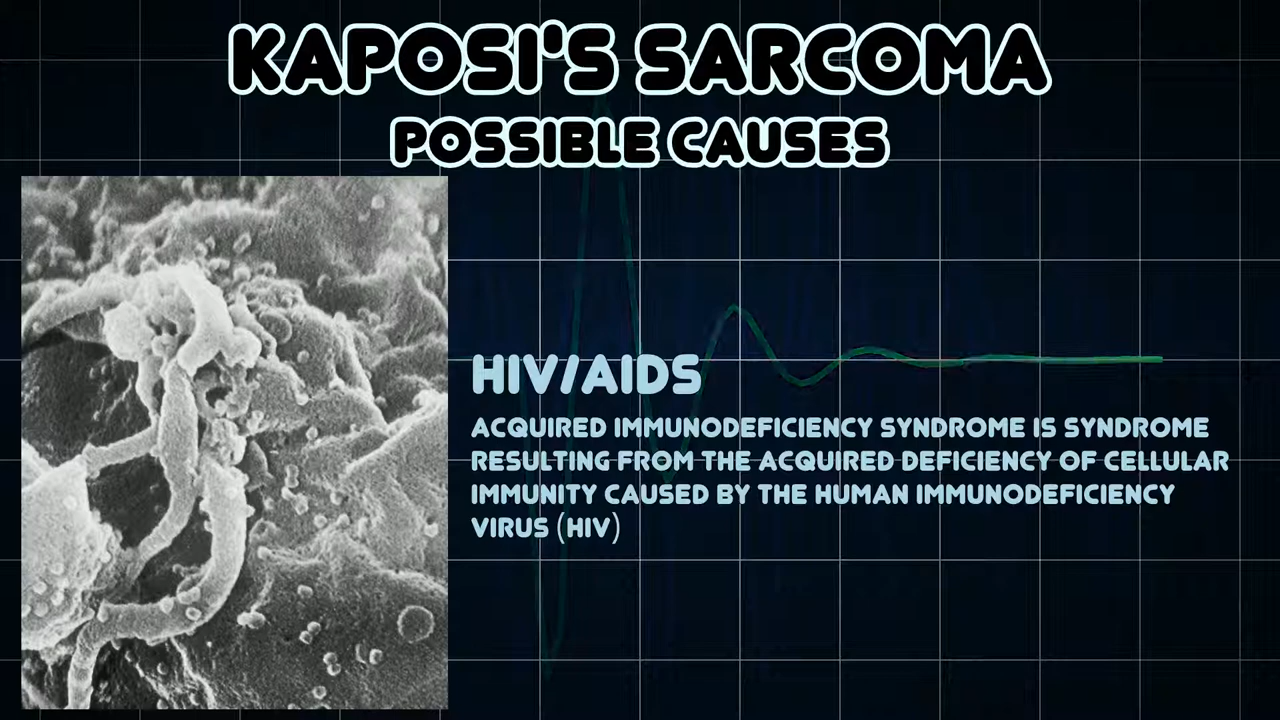 KAPOSI'S SARCOMA
POSSIBLE CAUSES
HIV/AIDS
ACQUIRED IMMUNODEFICIENCY SYNDROME IS SYNDROME
RESULTING FROM THE ACQUIRED DEFICIENCY OF CELLULAR
IMMUNITY CAUSED BY THE HUMAN IMMUNODEFICIENCY
VIRUS (HIV)